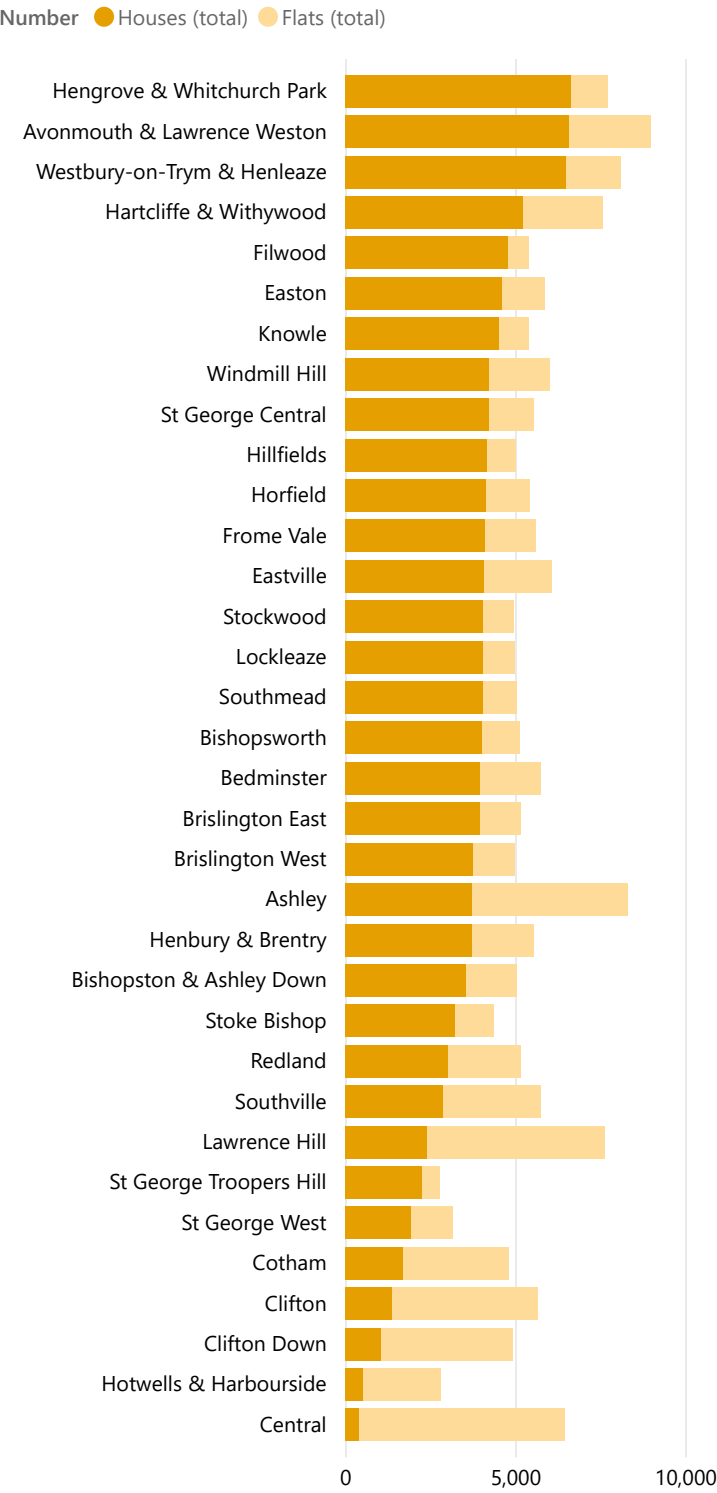 Number Houses (total) Flats (total)
Hengrove & Whitchurch Park
Avonmouth & Lawrence Weston
Westbury-on-Trym & Henleaze
Hartcliffe & Withywood
Filwood
Easton
Knowle
Windmill Hill
St George Central
Hillfields
Horfield
Frome Vale
Eastville
Stockwood
Lockleaze
Southmead
Bishopsworth
Bedminster
Brislington East
Brislington West
Ashley
Henbury & Brentry
Bishopston & Ashley Down
Stoke Bishop
Redland
Southville
Lawrence Hill
St George Troopers Hill
St George West
Cotham
Clifton
Clifton Down
Hotwells & Harbourside
Central
0 5,000 10,000